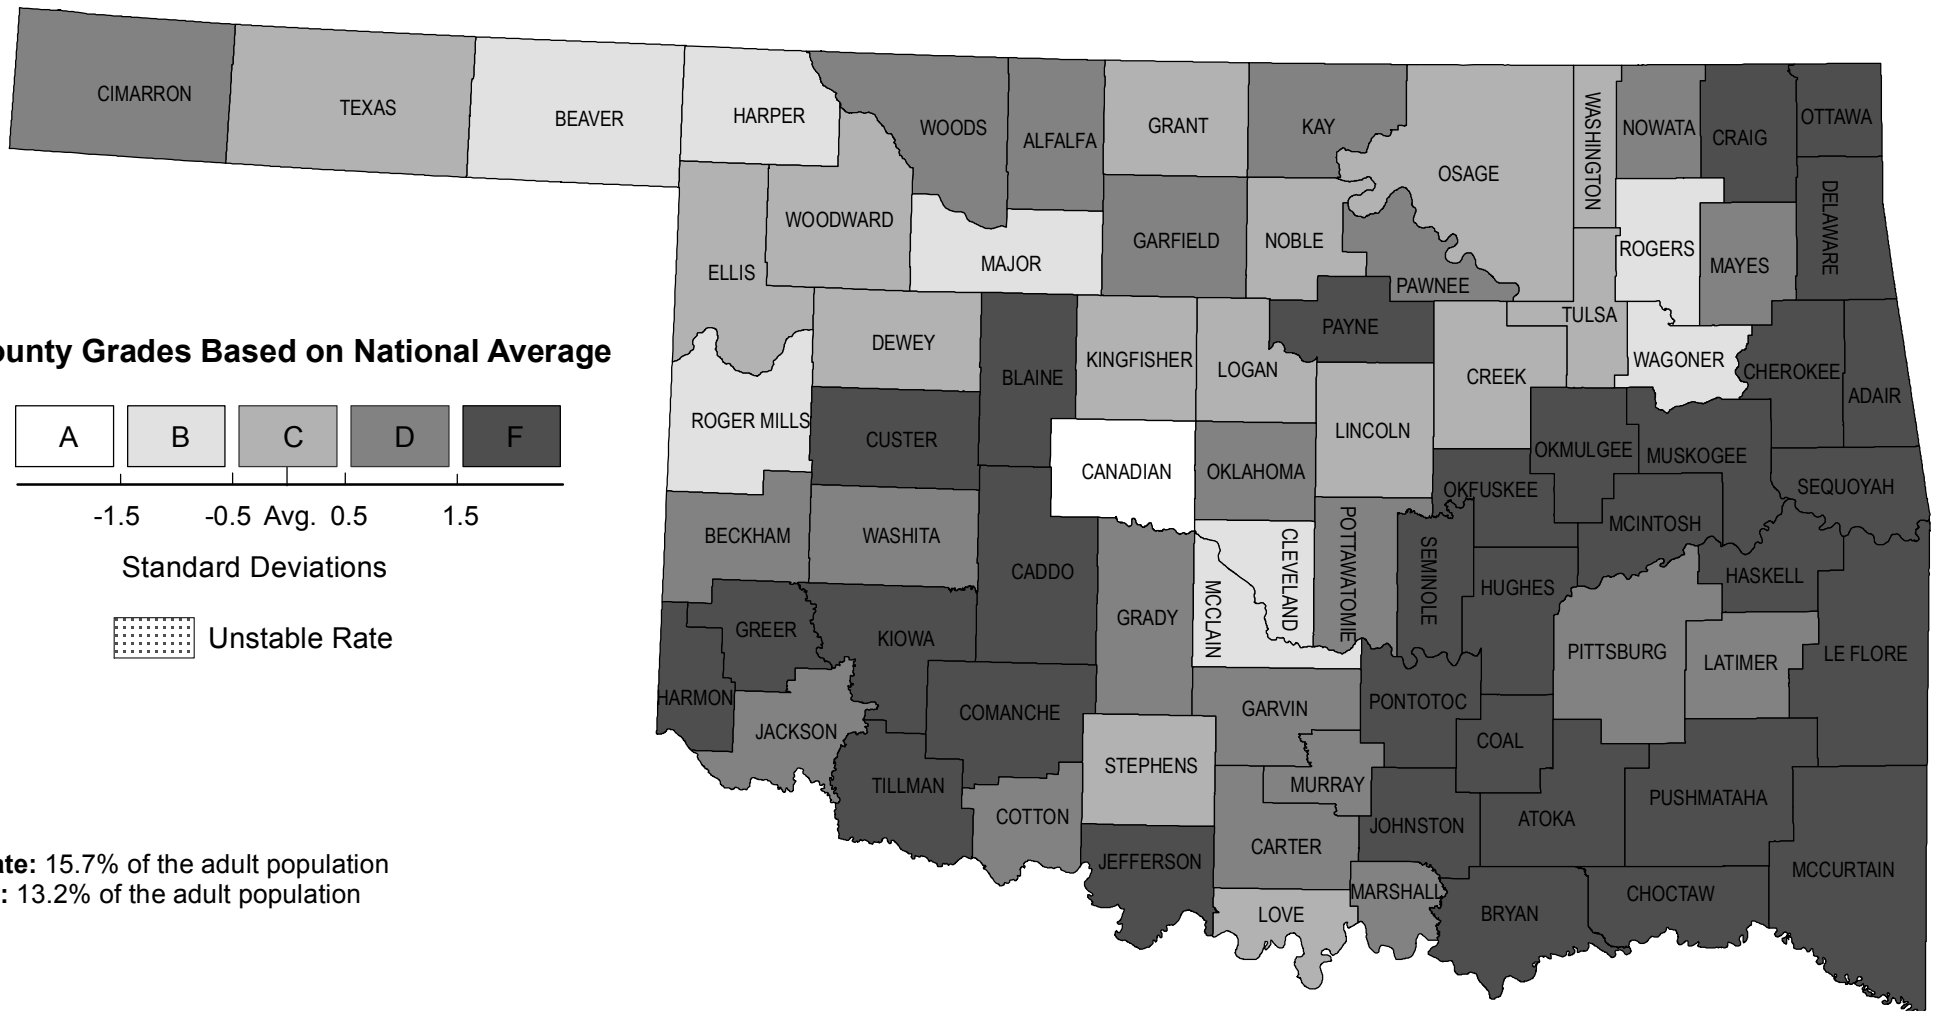 CIMARRON
TEXAS
BEAVER
HARPER
WOODS
ALFALFA
GRANT
KAY
OSAGE
WASHINGTON
NOWATA
CRAIG
OTTAWA
DELAWARE
WOODWARD
ELLIS
MAJOR
GARFIELD
NOBLE
PAWNEE
ROGERS
MAYES
TULSA
PAYNE
DEWEY
BLAINE
KINGFISHER
LOGAN
CREEK
WAGONER
CHEROKEE
ADAIR
ounty Grades Based on National Average
A B C D F
-1.5 -0.5 Avg. 0.5 1.5
Standard Deviations
Unstable Rate
ROGER MILLS
CUSTER
CANADIAN
OKLAHOMA
LINCOLN
OKMULGEE
MUSKOGEE
SEQUOYAH
OKFUSKEE
MCINTOSH
BECKHAM
WASHITA
CADDO
GRADY
MCCLAIN
CLEVELAND
POTTAWATOMIE
SEMINOLE
HUGHES
HASKELL
PITTSBURG
LATIMER
LE FLORE
GREER
KIOWA
HARMON
JACKSON
COMANCHE
GARVIN
PONTOTOC
COAL
STEPHENS
MURRAY
TILLMAN
COTTON
JOHNSTON
ATOKA
PUSHMATAHA
CARTER
JEFFERSON
MARSHALL
LOVE
BRYAN
CHOCTAW
MCCURTAIN
ate: 15.7% of the adult population
: 13.2% of the adult population